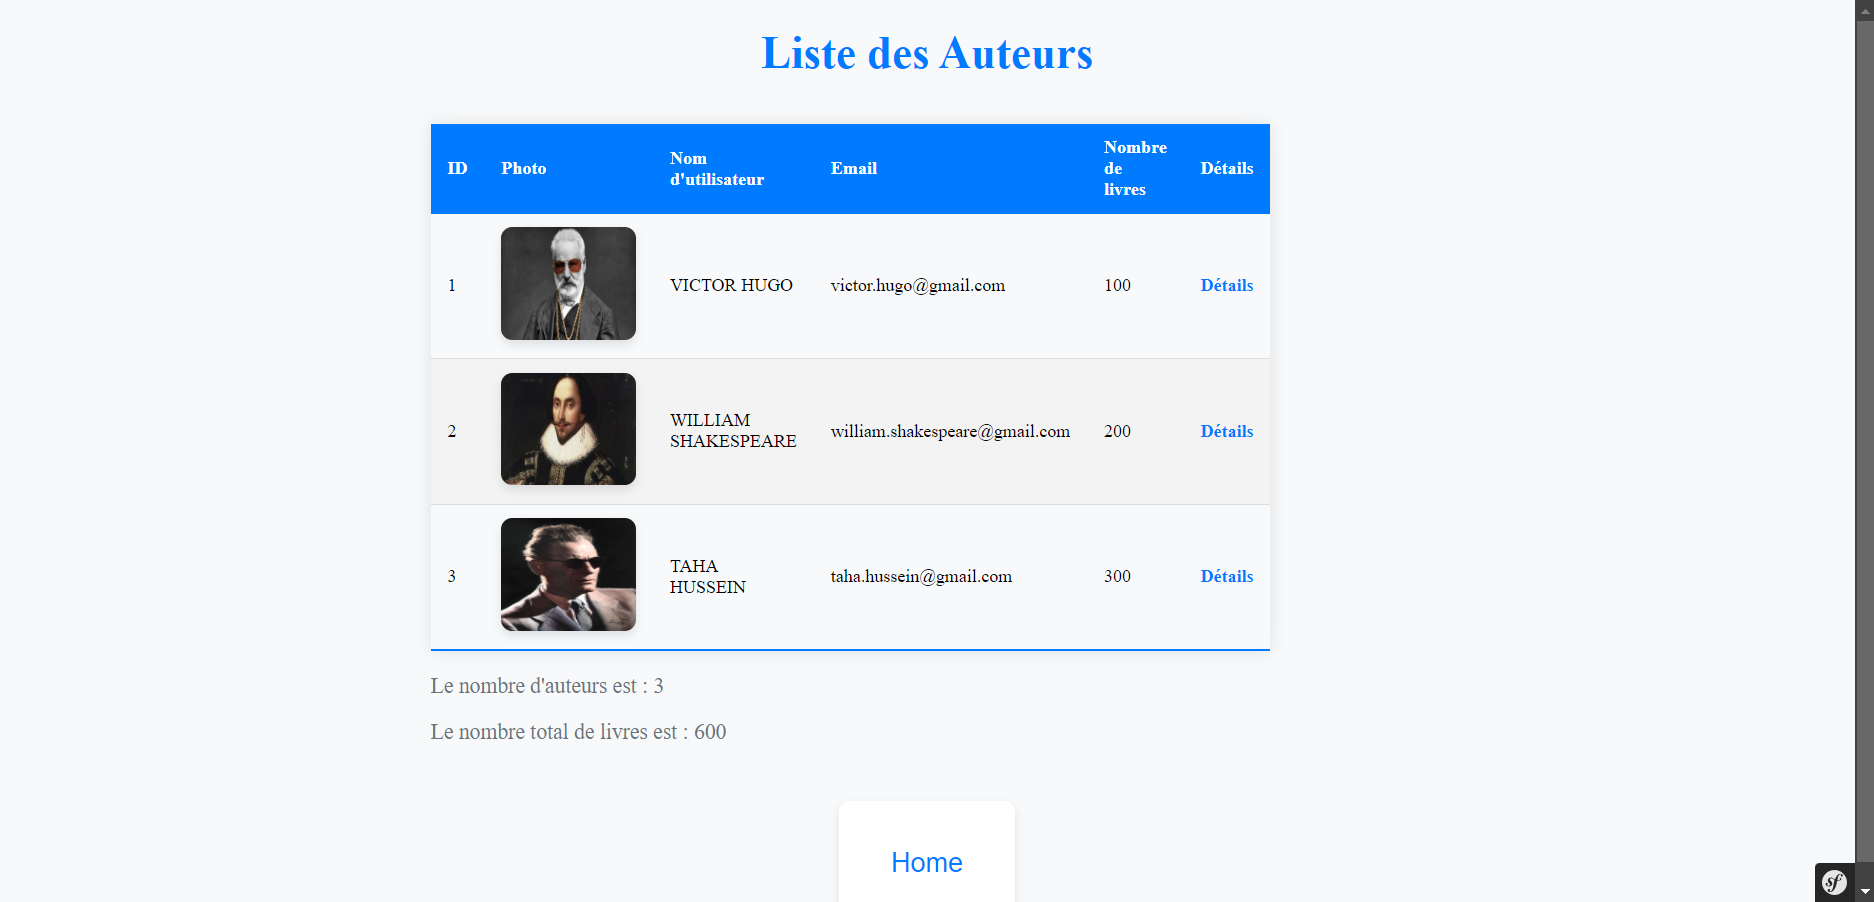 Liste des Auteurs
ID Photo Nom d'utilisateur Email Nombre de livres Détails
1 VICTOR HUGO victor.hugo@gmail.com 100 Détails
2 WILLIAM SHAKESPEARE william.shakespeare@gmail.com 200 Détails
3 TAHA HUSSEIN taha.hussein@gmail.com 300 Détails
Le nombre d'auteurs est : 3
Le nombre total de livres est : 600
Home
sf